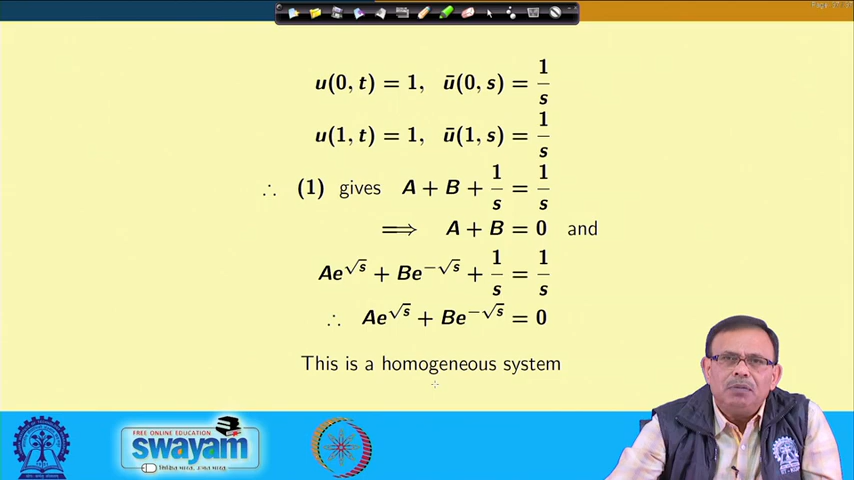 u(0, t) = 1, ū(0, s) = 1/s
u(1, t) = 1, ū(1, s) = 1/s
∴ (1) gives A + B + 1/s = 1/s
⟹ A + B = 0 and
Ae^{√s} + Be^{−√s} + 1/s = 1/s
∴ Ae^{√s} + Be^{−√s} = 0
This is a homogeneous system
FREE ONLINE EDUCATION
swayam